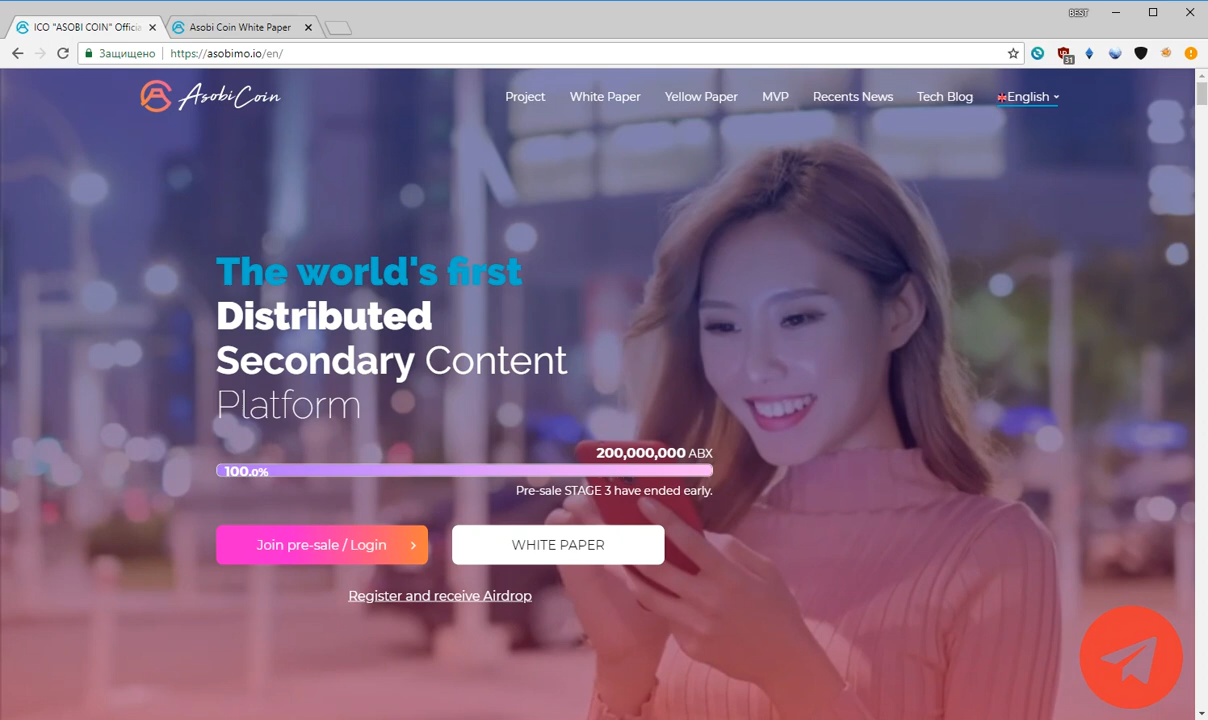 BEST
ICO "ASOBI COIN" Officia
Asobi Coin White Paper
Защищено
https://asobimo.io/en/
31
AsobiCoin
Project
White Paper
Yellow Paper
MVP
Recents News
Tech Blog
English
The world's first
Distributed
Secondary Content
Platform
200,000,000 ABX
100.0%
Pre-sale STAGE 3 have ended early.
Join pre-sale / Login
WHITE PAPER
Register and receive Airdrop